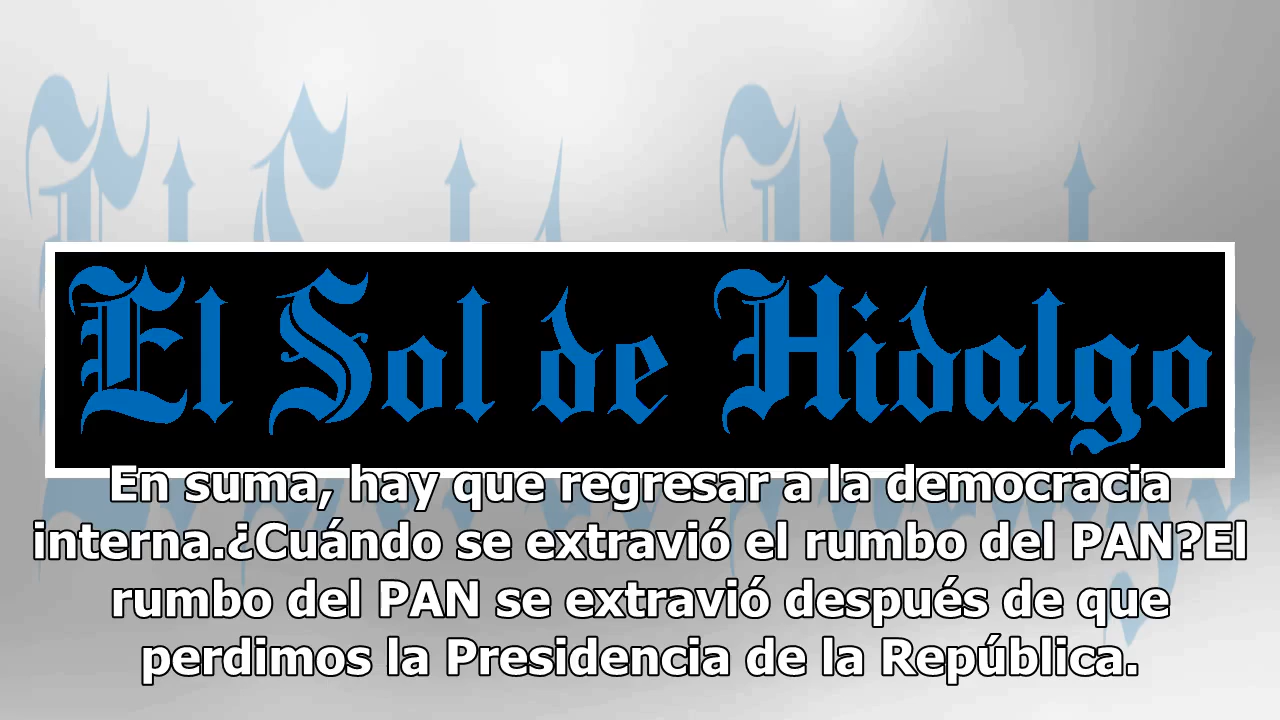 El Sol de Hidalgo
En suma, hay que regresar a la democracia
interna.¿Cuándo se extravió el rumbo del PAN?El
rumbo del PAN se extravió después de que
perdimos la Presidencia de la República.